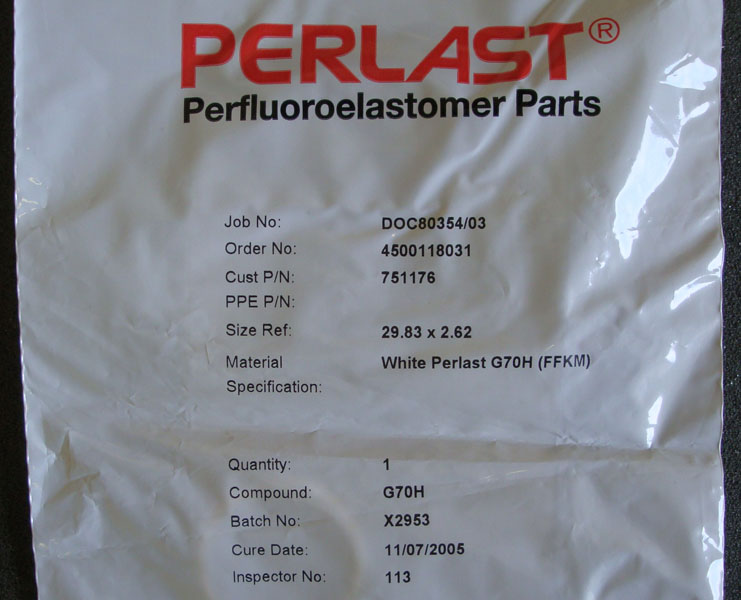 PERLAST®
Perfluoroelastomer Parts
Job No: DOC80354/03
Order No: 4500118031
Cust P/N: 751176
PPE P/N:
Size Ref: 29.83 x 2.62
Material White Perlast G70H (FFKM)
Specification:
Quantity: 1
Compound: G70H
Batch No: X2953
Cure Date: 11/07/2005
Inspector No: 113